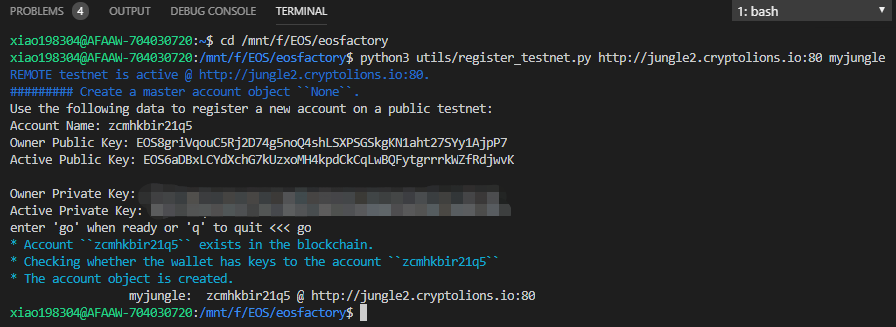 PROBLEMS 4 OUTPUT DEBUG CONSOLE TERMINAL 1: bash
xiao198304@AFAAW-704030720:~$ cd /mnt/f/EOS/eosfactory
xiao198304@AFAAW-704030720:/mnt/f/EOS/eosfactory$ python3 utils/register_testnet.py http://jungle2.cryptolions.io:80 myjungle
REMOTE testnet is active @ http://jungle2.cryptolions.io:80.
######### Create a master account object ``None``.
Use the following data to register a new account on a public testnet:
Account Name: zcmhkbir21q5
Owner Public Key: EOS8griVqouC5Rj2D74g5noQ4shLSXPSGSkgKN1aht27SYy1AjpP7
Active Public Key: EOS6aDBxLCYdXchG7kUzxoMH4kpdCkCqLwBQFytgrrrkWZfRdjwvK
Owner Private Key:
Active Private Key:
enter 'go' when ready or 'q' to quit <<< go
* Account ``zcmhkbir21q5`` exists in the blockchain.
* Checking whether the wallet has keys to the account ``zcmhkbir21q5``
* The account object is created.
myjungle: zcmhkbir21q5 @ http://jungle2.cryptolions.io:80
xiao198304@AFAAW-704030720:/mnt/f/EOS/eosfactory$